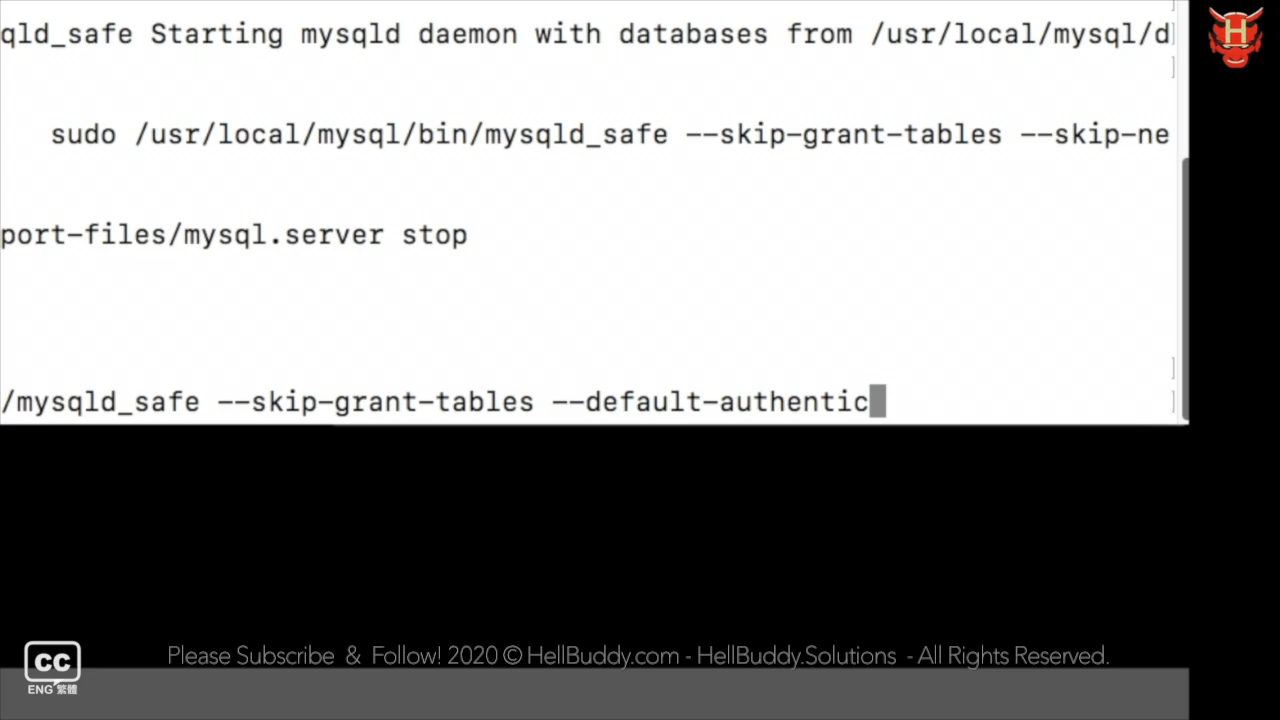 qld_safe Starting mysqld daemon with databases from /usr/local/mysql/d
H
sudo /usr/local/mysql/bin/mysqld_safe --skip-grant-tables --skip-ne
port-files/mysql.server stop
/mysqld_safe --skip-grant-tables --default-authentic
CC
ENG 繁體
Please Subscribe & Follow! 2020 © HellBuddy.com - HellBuddy.Solutions - All Rights Reserved.